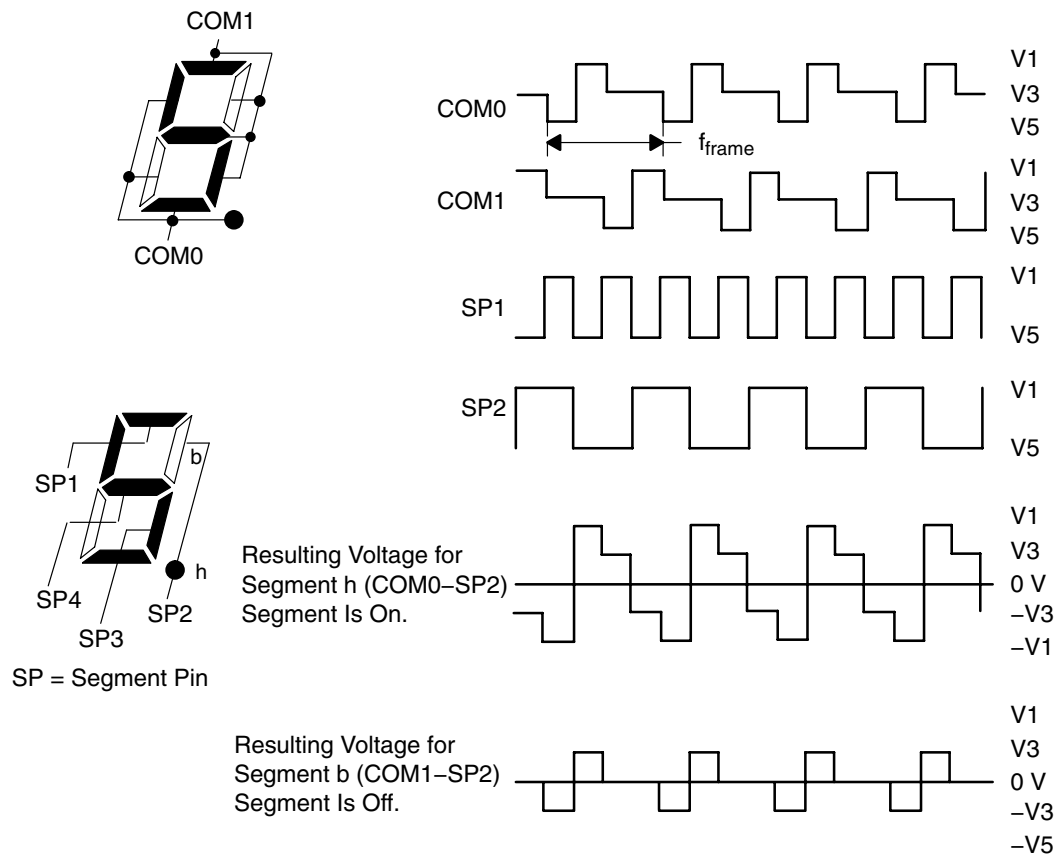 COM1
COM0
COM0
V1
V3
V5
f_frame
COM1
V1
V3
V5
SP1
V1
V5
SP2
V1
V5
b
h
SP1
SP4
SP3
SP2
SP = Segment Pin
Resulting Voltage for
Segment h (COM0–SP2)
Segment Is On.
V1
V3
0 V
–V3
–V1
Resulting Voltage for
Segment b (COM1–SP2)
Segment Is Off.
V1
V3
0 V
–V3
–V5